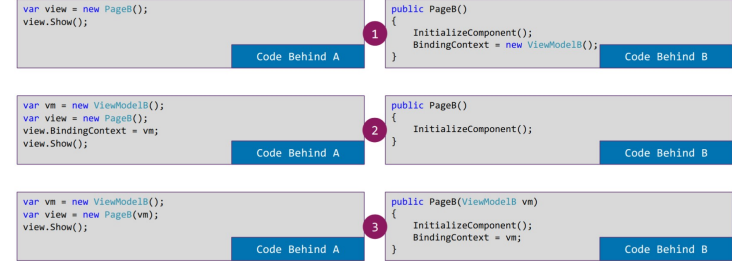 var view = new PageB();
view.Show();
Code Behind A
1
public PageB()
{
    InitializeComponent();
    BindingContext = new ViewModelB();
}
Code Behind B
var vm = new ViewModelB();
var view = new PageB();
view.BindingContext = vm;
view.Show();
Code Behind A
2
public PageB()
{
    InitializeComponent();
}
Code Behind B
var vm = new ViewModelB();
var view = new PageB(vm);
view.Show();
Code Behind A
3
public PageB(ViewModelB vm)
{
    InitializeComponent();
    BindingContext = vm;
}
Code Behind B